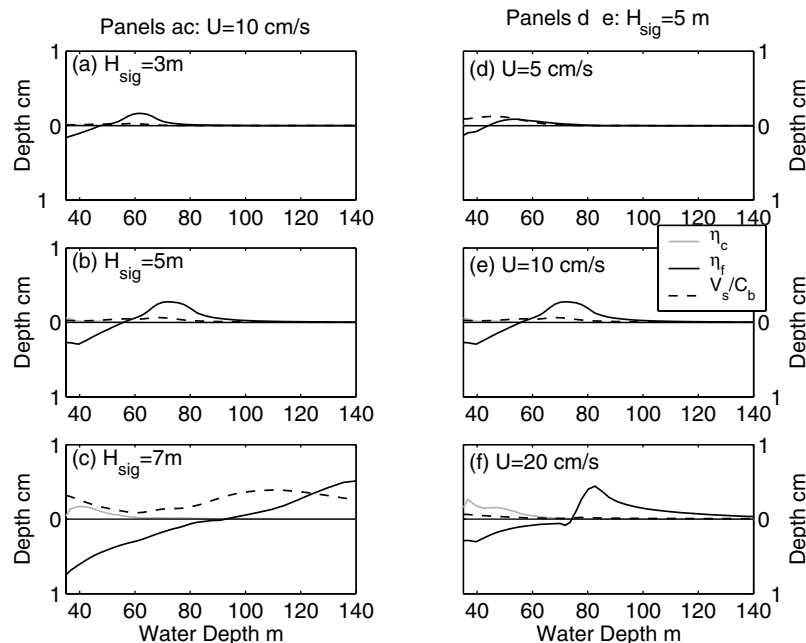 Panels ac: U=10 cm/s
Panels d e: H_sig=5 m
(a) H_sig=3m
1
0
1
Depth cm
40 60 80 100 120 140
(d) U=5 cm/s
1
0
1
Depth cm
40 60 80 100 120 140
(b) H_sig=5m
1
0
1
Depth cm
40 60 80 100 120 140
(e) U=10 cm/s
η_c
η_f
V_s/C_b
1
0
1
Depth cm
40 60 80 100 120 140
(c) H_sig=7m
1
0
1
Depth cm
40 60 80 100 120 140
Water Depth m
(f) U=20 cm/s
1
0
1
Depth cm
40 60 80 100 120 140
Water Depth m